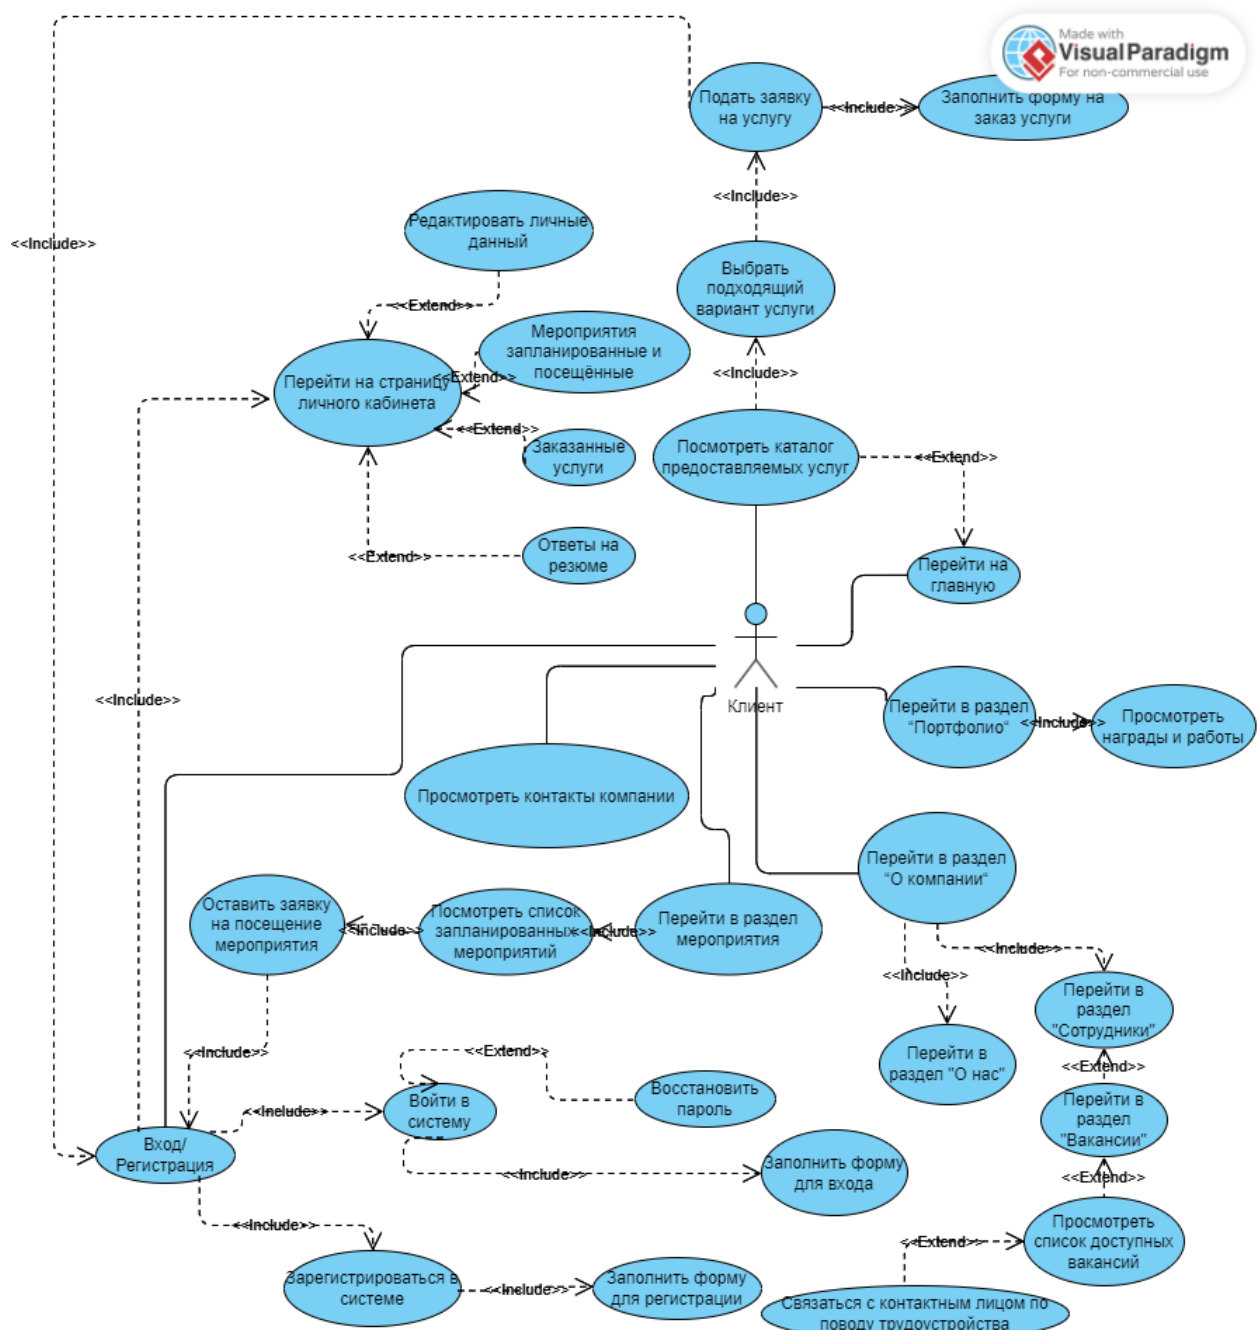 Made with
Visual Paradigm
For non-commercial use
Подать заявку
на услугу
<<Include>>
Заполнить форму на
заказ услуги
<<Include>>
Редактировать личные
данный
<<Include>>
Выбрать
подходящий
вариант услуги
<<Extend>>
Мероприятия
запланированные и
посещённые
<<Extend>>
<<Include>>
Перейти на страницу
личного кабинета
<<Extend>>
Заказанные
услуги
Посмотреть каталог
предоставляемых услуг
<<Extend>>
<<Extend>>
Ответы на
резюме
Перейти на
главную
Клиент
<<Include>>
Перейти в раздел
“Портфолио“
<<Include>>
Просмотреть
награды и работы
Просмотреть контакты компании
Перейти в раздел
“О компании“
Оставить заявку
на посещение
мероприятия
<<Include>>
Посмотреть список
запланированных
мероприятий
<<Include>>
Перейти в раздел
мероприятия
<<Include>>
<<Include>>
Перейти в
раздел
"Сотрудники"
<<Include>>
<<Extend>>
Перейти в
раздел "О нас"
<<Extend>>
Войти в
систему
Восстановить
пароль
<<Include>>
Перейти в
раздел
"Вакансии"
Вход/
Регистрация
<<Include>>
Заполнить форму
для входа
<<Extend>>
<<Include>>
Просмотреть
список доступных
вакансий
<<Extend>>
Зарегистрироваться в
системе
<<Include>>
Заполнить форму
для регистрации
Связаться с контактным лицом по
поводу трудоустройства